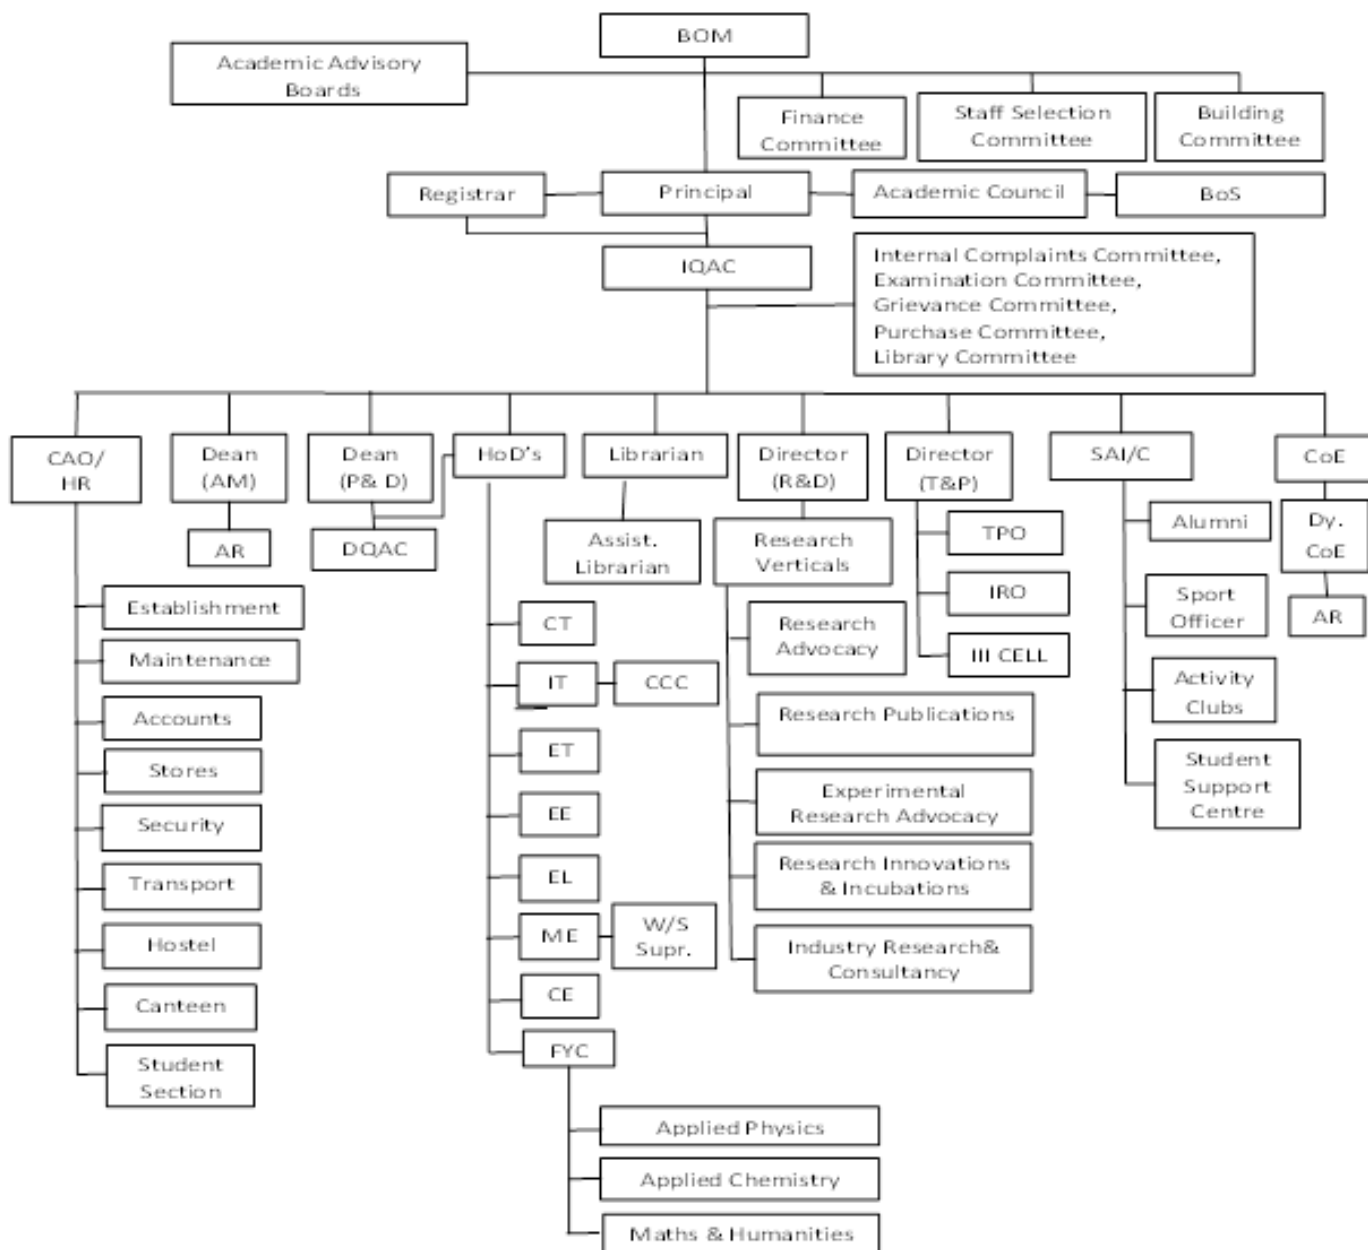 BOM
Academic Advisory
Boards
Finance
Committee
Staff Selection
Committee
Building
Committee
Registrar
Principal
Academic Council
BoS
IQAC
Internal Complaints Committee,
Examination Committee,
Grievance Committee,
Purchase Committee,
Library Committee
CAO/
HR
Dean
(AM)
Dean
(P& D)
HoD's
Librarian
Director
(R&D)
Director
(T&P)
SAI/C
CoE
AR
DQAC
Assist.
Librarian
Research
Verticals
TPO
IRO
III CELL
Alumni
Sport
Officer
Activity
Clubs
Student
Support
Centre
Dy.
CoE
AR
Establishment
Maintenance
Accounts
Stores
Security
Transport
Hostel
Canteen
Student
Section
CT
IT
CCC
ET
EE
EL
ME
W/S
Supr.
CE
FYC
Research
Advocacy
Research Publications
Experimental
Research Advocacy
Research Innovations
& Incubations
Industry Research&
Consultancy
Applied Physics
Applied Chemistry
Maths & Humanities